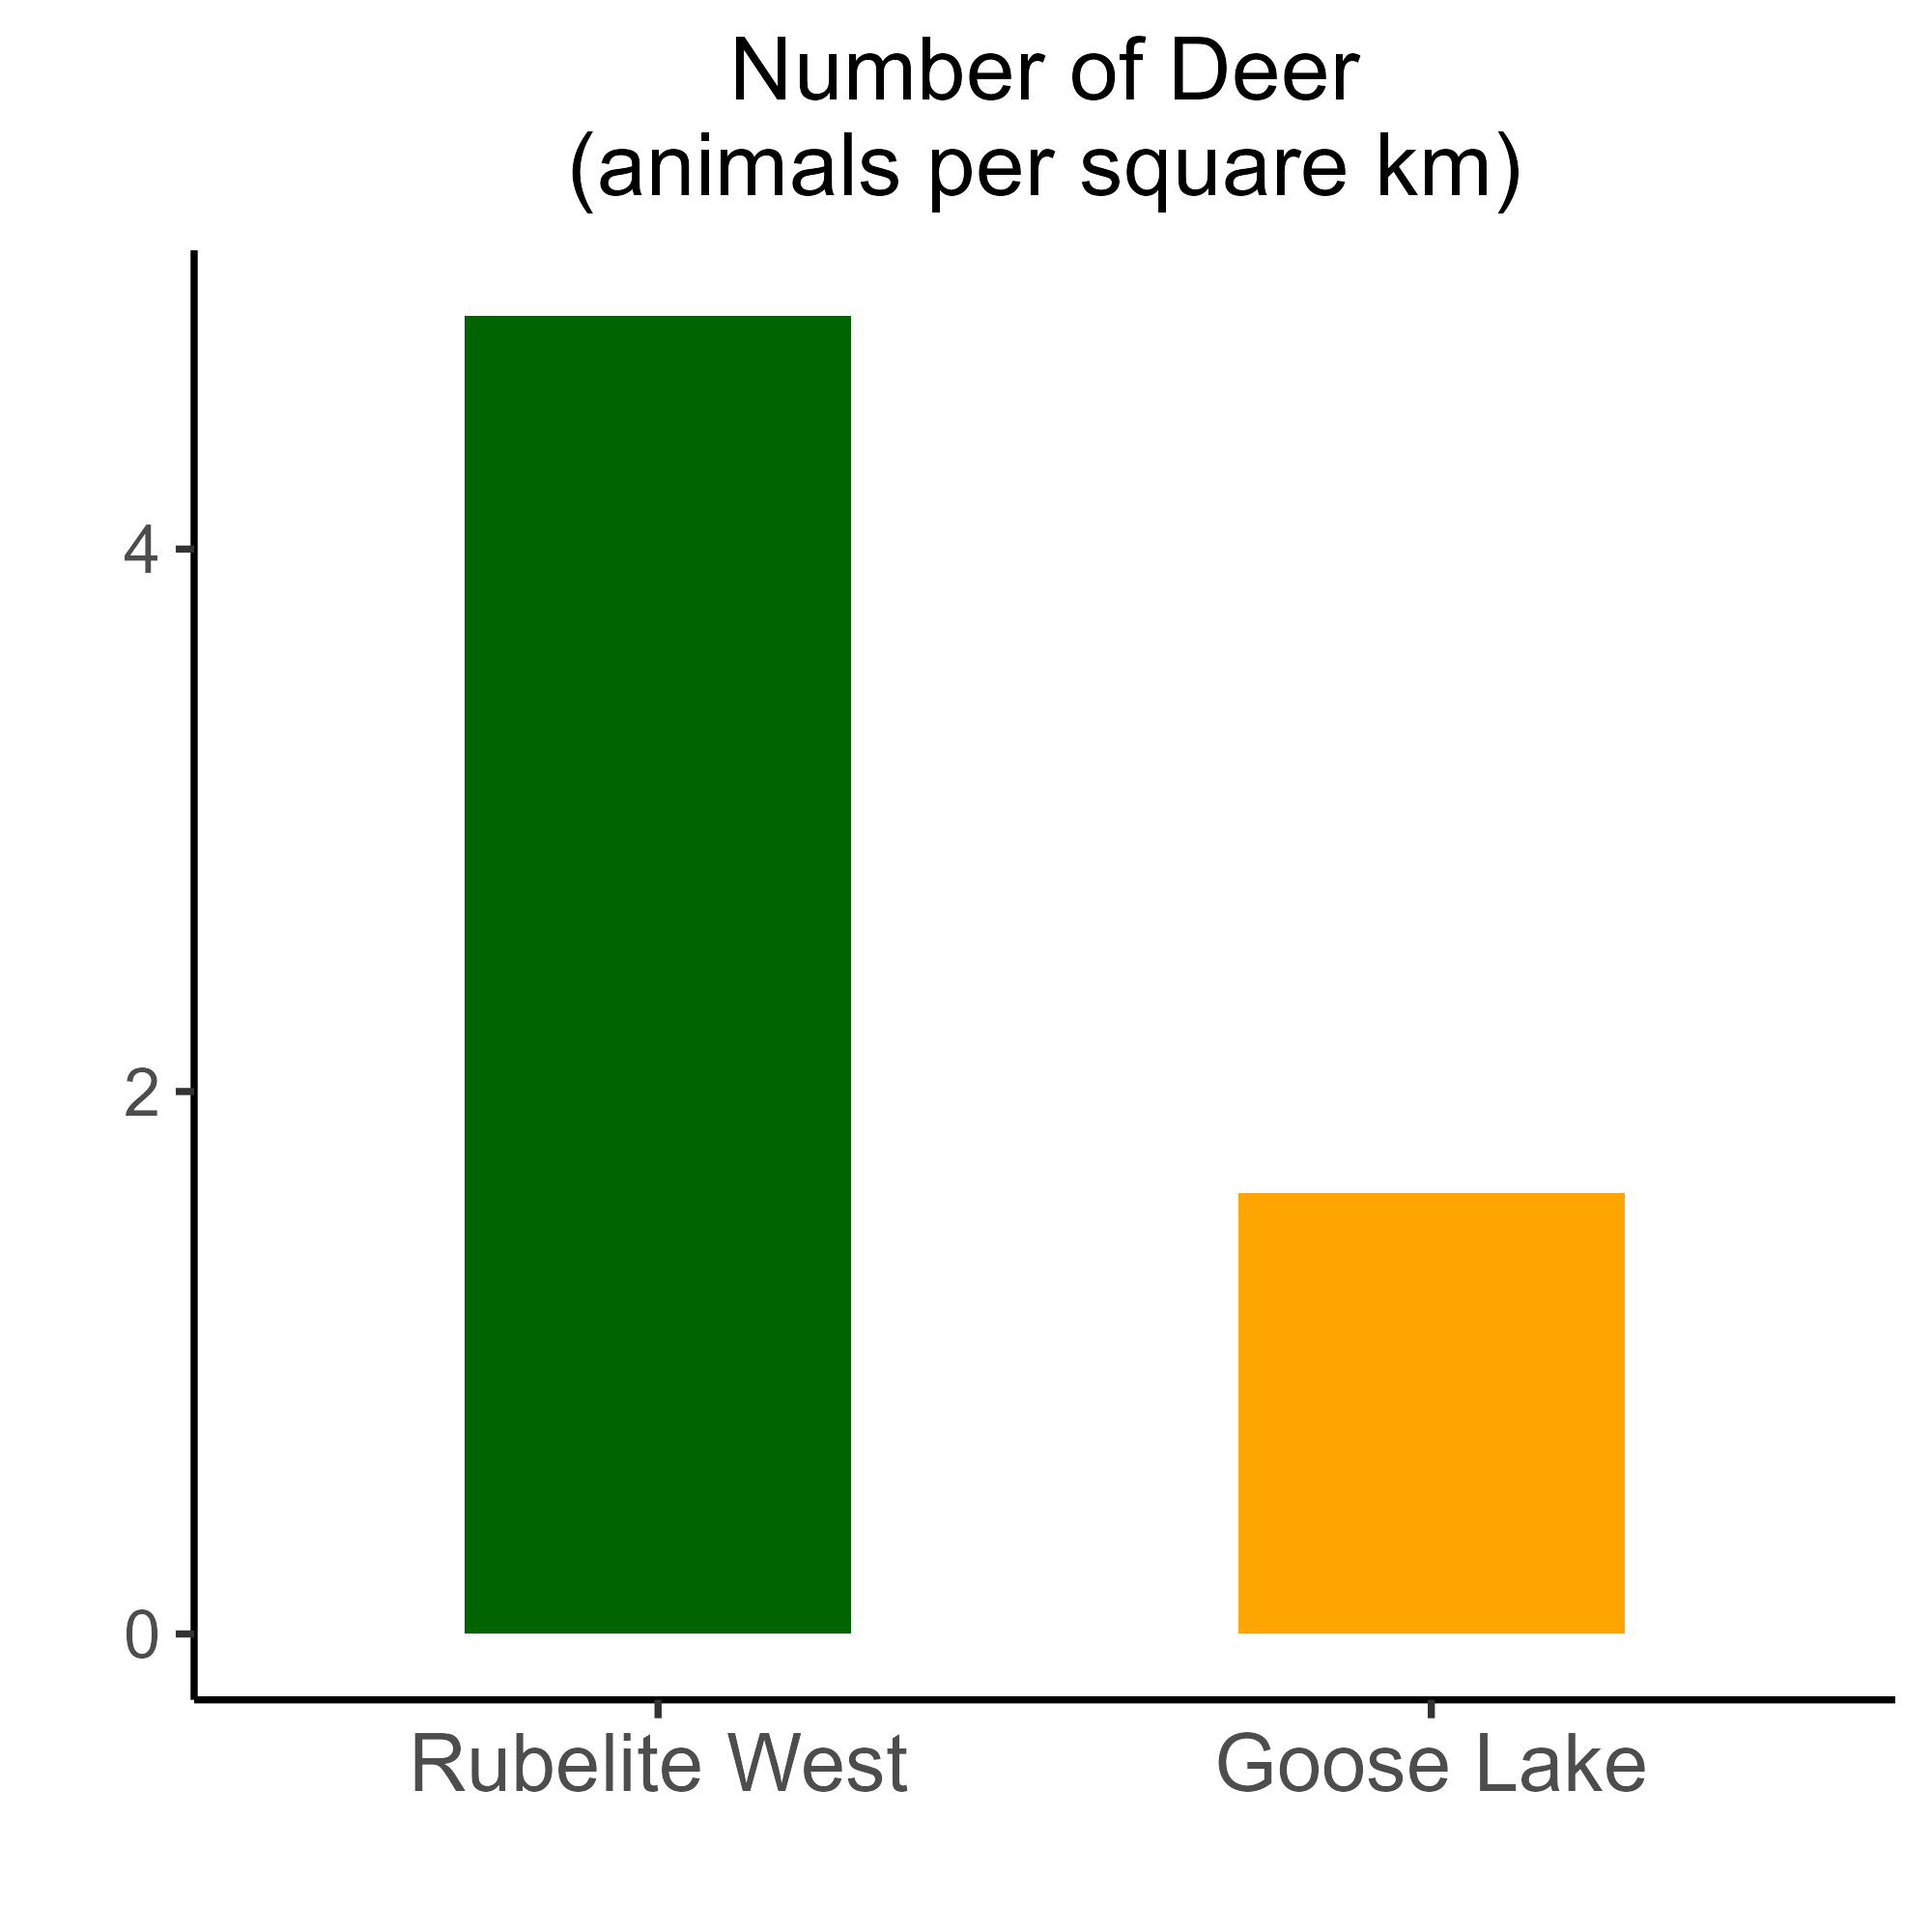 Number of Deer
(animals per square km)
4
2
0
Rubelite West
Goose Lake